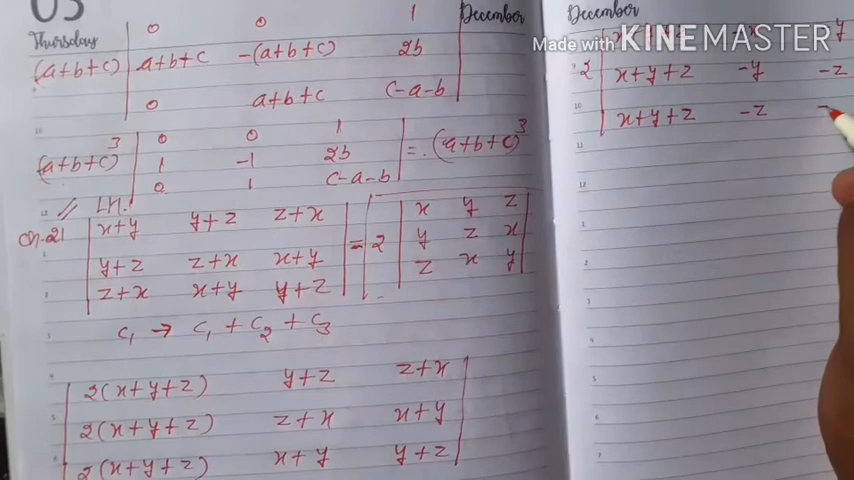 03
Thursday
December
0 0 1
(a+b+c) a+b+c -(a+b+c) 2b
0 a+b+c c-a-b
(a+b+c)³ 0 0 1
1 -1 2b = (a+b+c)³
0 1 c-a-b
// LH.
Qn.21 x+y y+z z+x = 2 x y z
y+z z+x x+y y z x
z+x x+y y+z z x y
C₁ → C₁ + C₂ + C₃
2(x+y+z) y+z z+x
2(x+y+z) z+x x+y
2(x+y+z) x+y y+z
December
Made with KINEMASTER
2 x+y+z -y -z
x+y+z -z